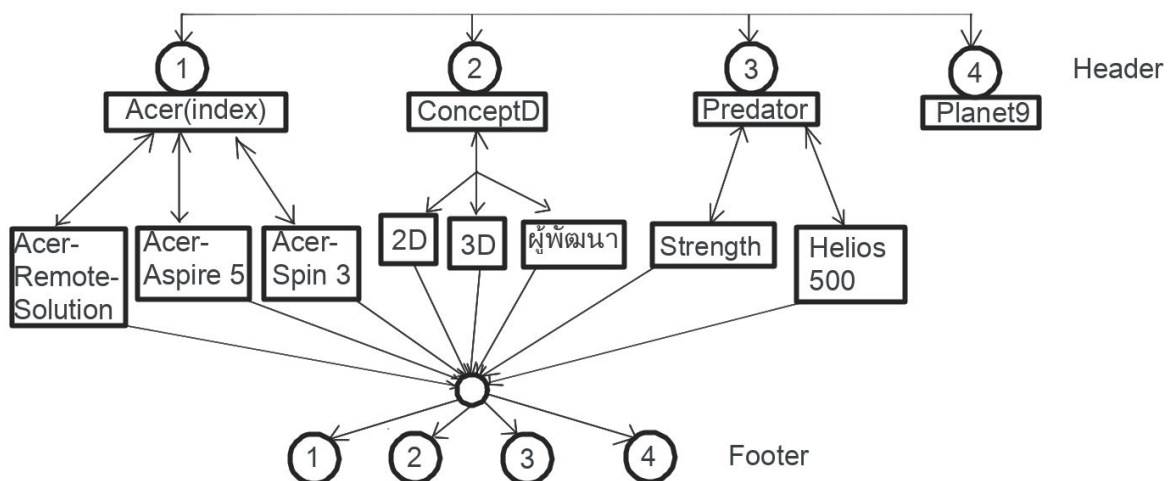 1
2
3
4
Header
Acer(index)
ConceptD
Predator
Planet9
Acer-
Remote-
Solution
Acer-
Aspire 5
Acer-
Spin 3
2D
3D
ผู้พัฒนา
Strength
Helios
500
1
2
3
4
Footer